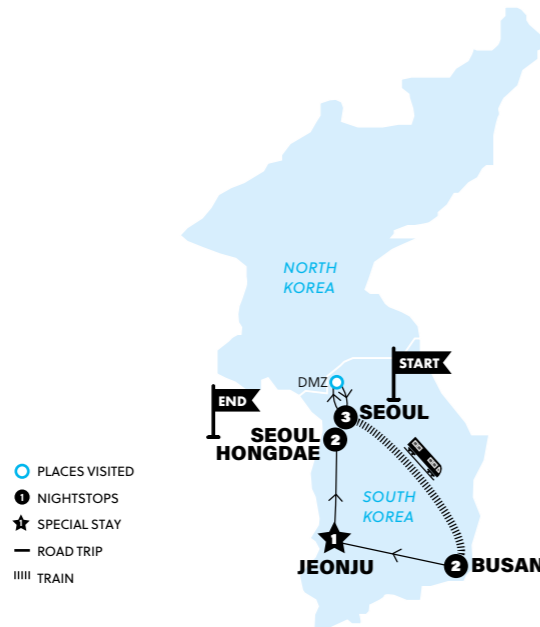 NORTH
KOREA
START
DMZ
END
3
SEOUL
SEOUL
HONGDAE
2
PLACES VISITED
1 NIGHTSTOPS
1 SPECIAL STAY
ROAD TRIP
TRAIN
SOUTH
KOREA
1
JEONJU
2
BUSAN